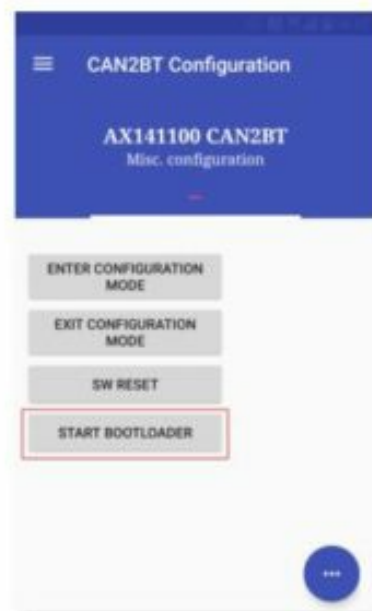 CAN2BT Configuration
AX141100 CAN2BT
Misc. configuration
ENTER CONFIGURATION
MODE
EXIT CONFIGURATION
MODE
SW RESET
START BOOTLOADER